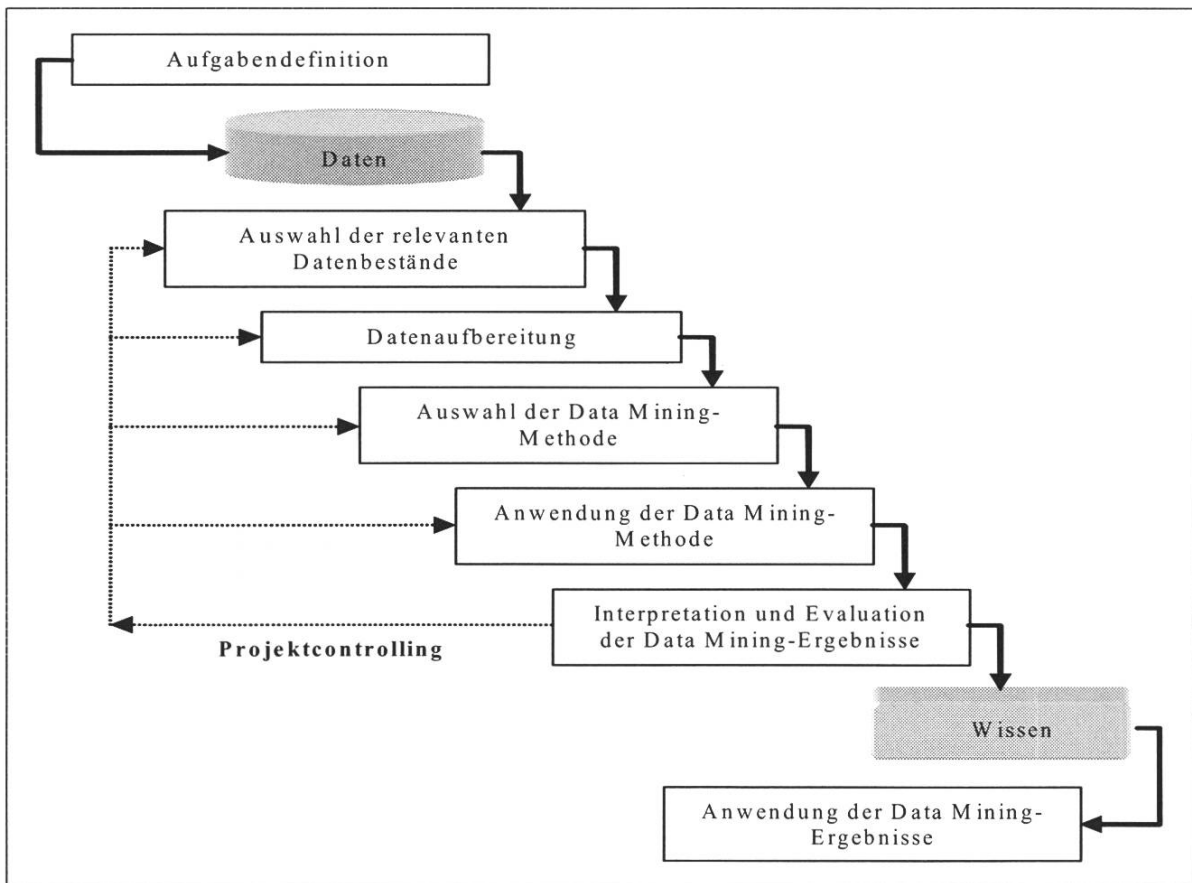 Aufgabendefinition
Daten
Auswahl der relevanten
Datenbestände
Datenaufbereitung
Auswahl der Data Mining-
Methode
Anwendung der Data Mining-
Methode
Interpretation und Evaluation
der Data Mining-Ergebnisse
Projektcontrolling
Wissen
Anwendung der Data Mining-
Ergebnisse